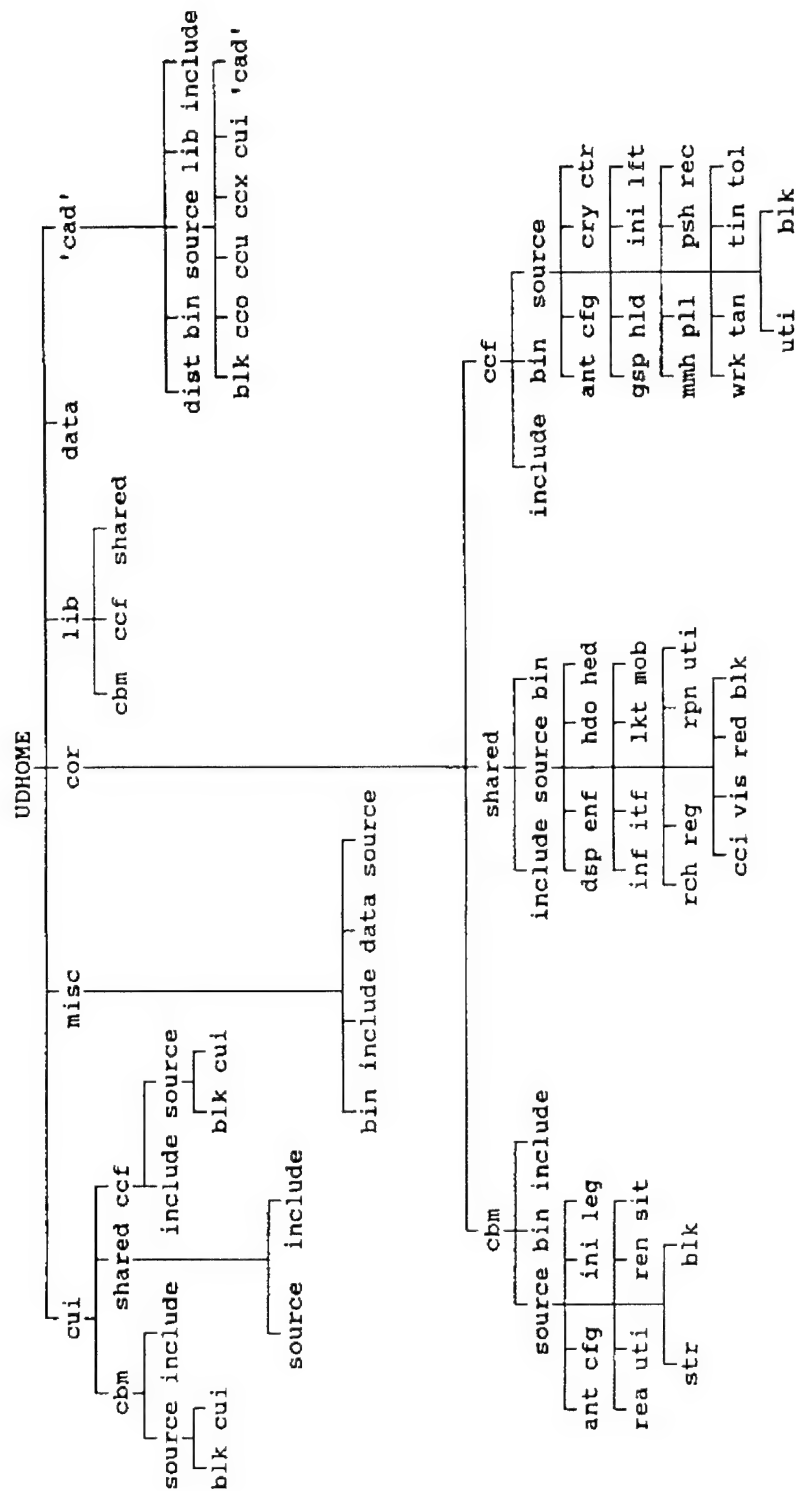 UDHOME
cui misc cor lib data 'cad'
cbm shared ccf
cbm ccf shared
source include
include source
blk cui
blk cui
source include
bin include data source
dist bin source lib include
blk cco ccu ccx cui 'cad'
cbm shared ccf
source bin include
ant cfg ini leg
rea uti ren sit
str blk
include source bin
dsp enf hdo hed
inf itf lkt mob
rch reg rpn uti
cci vis red blk
include bin source
ant cfg cry ctr
gsp hld ini lft
mmh pll psh rec
wrk tan tin tol
uti blk